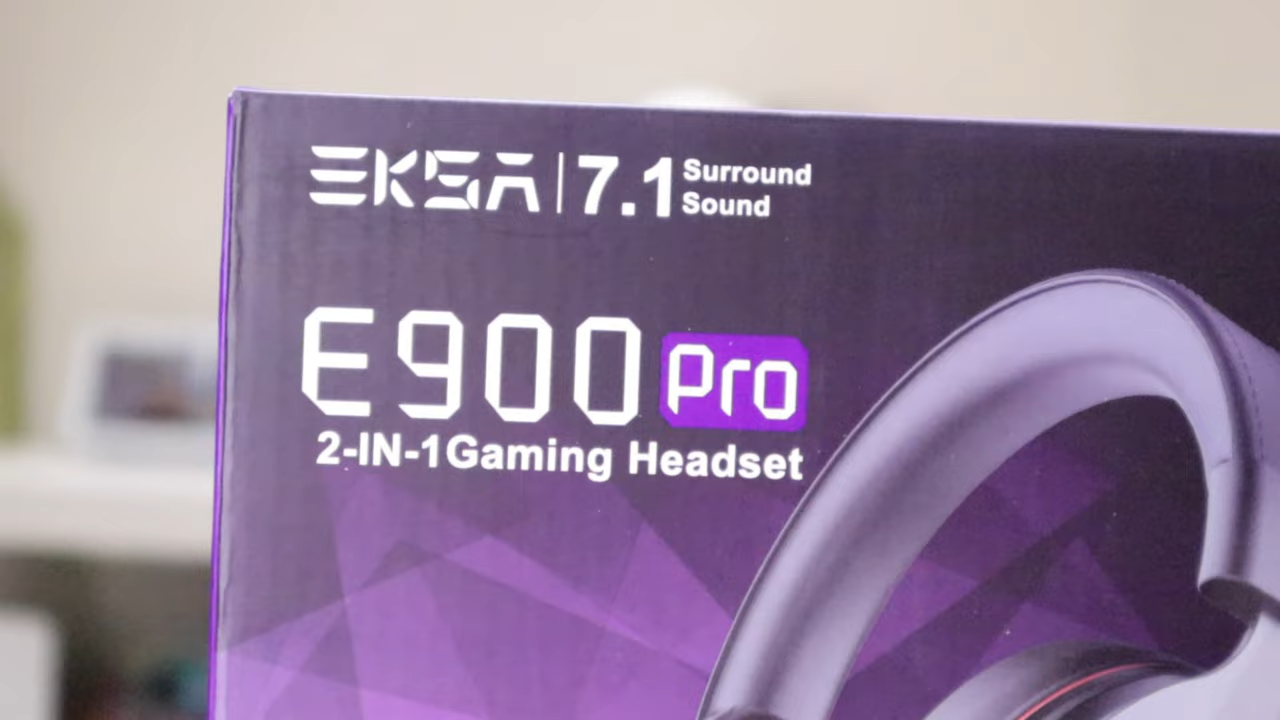 EKSA | 7.1 Surround Sound
E900 Pro
2-IN-1Gaming Headset